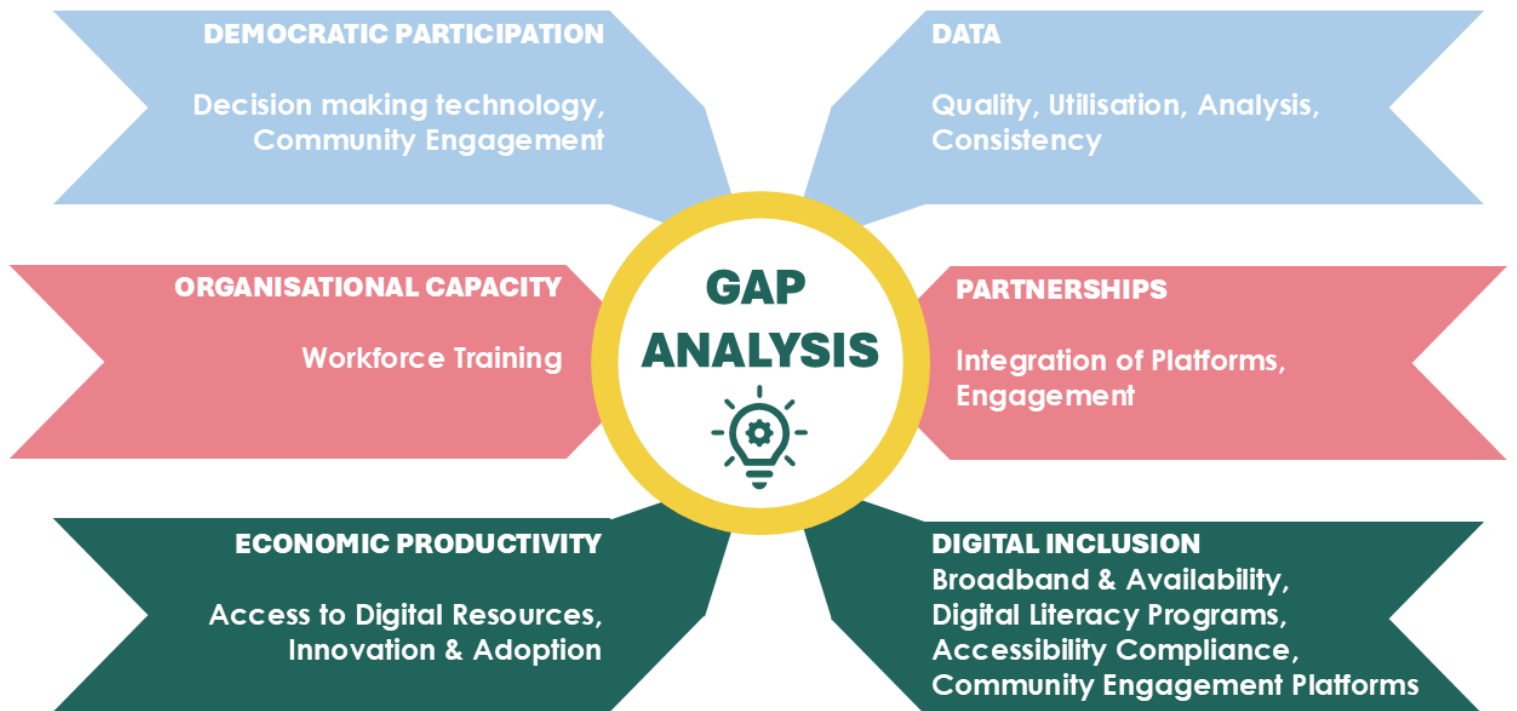 DEMOCRATIC PARTICIPATION
Decision making technology,
Community Engagement
DATA
Quality, Utilisation, Analysis,
Consistency
ORGANISATIONAL CAPACITY
Workforce Training
GAP
ANALYSIS
PARTNERSHIPS
Integration of Platforms,
Engagement
ECONOMIC PRODUCTIVITY
Access to Digital Resources,
Innovation & Adoption
DIGITAL INCLUSION
Broadband & Availability,
Digital Literacy Programs,
Accessibility Compliance,
Community Engagement Platforms